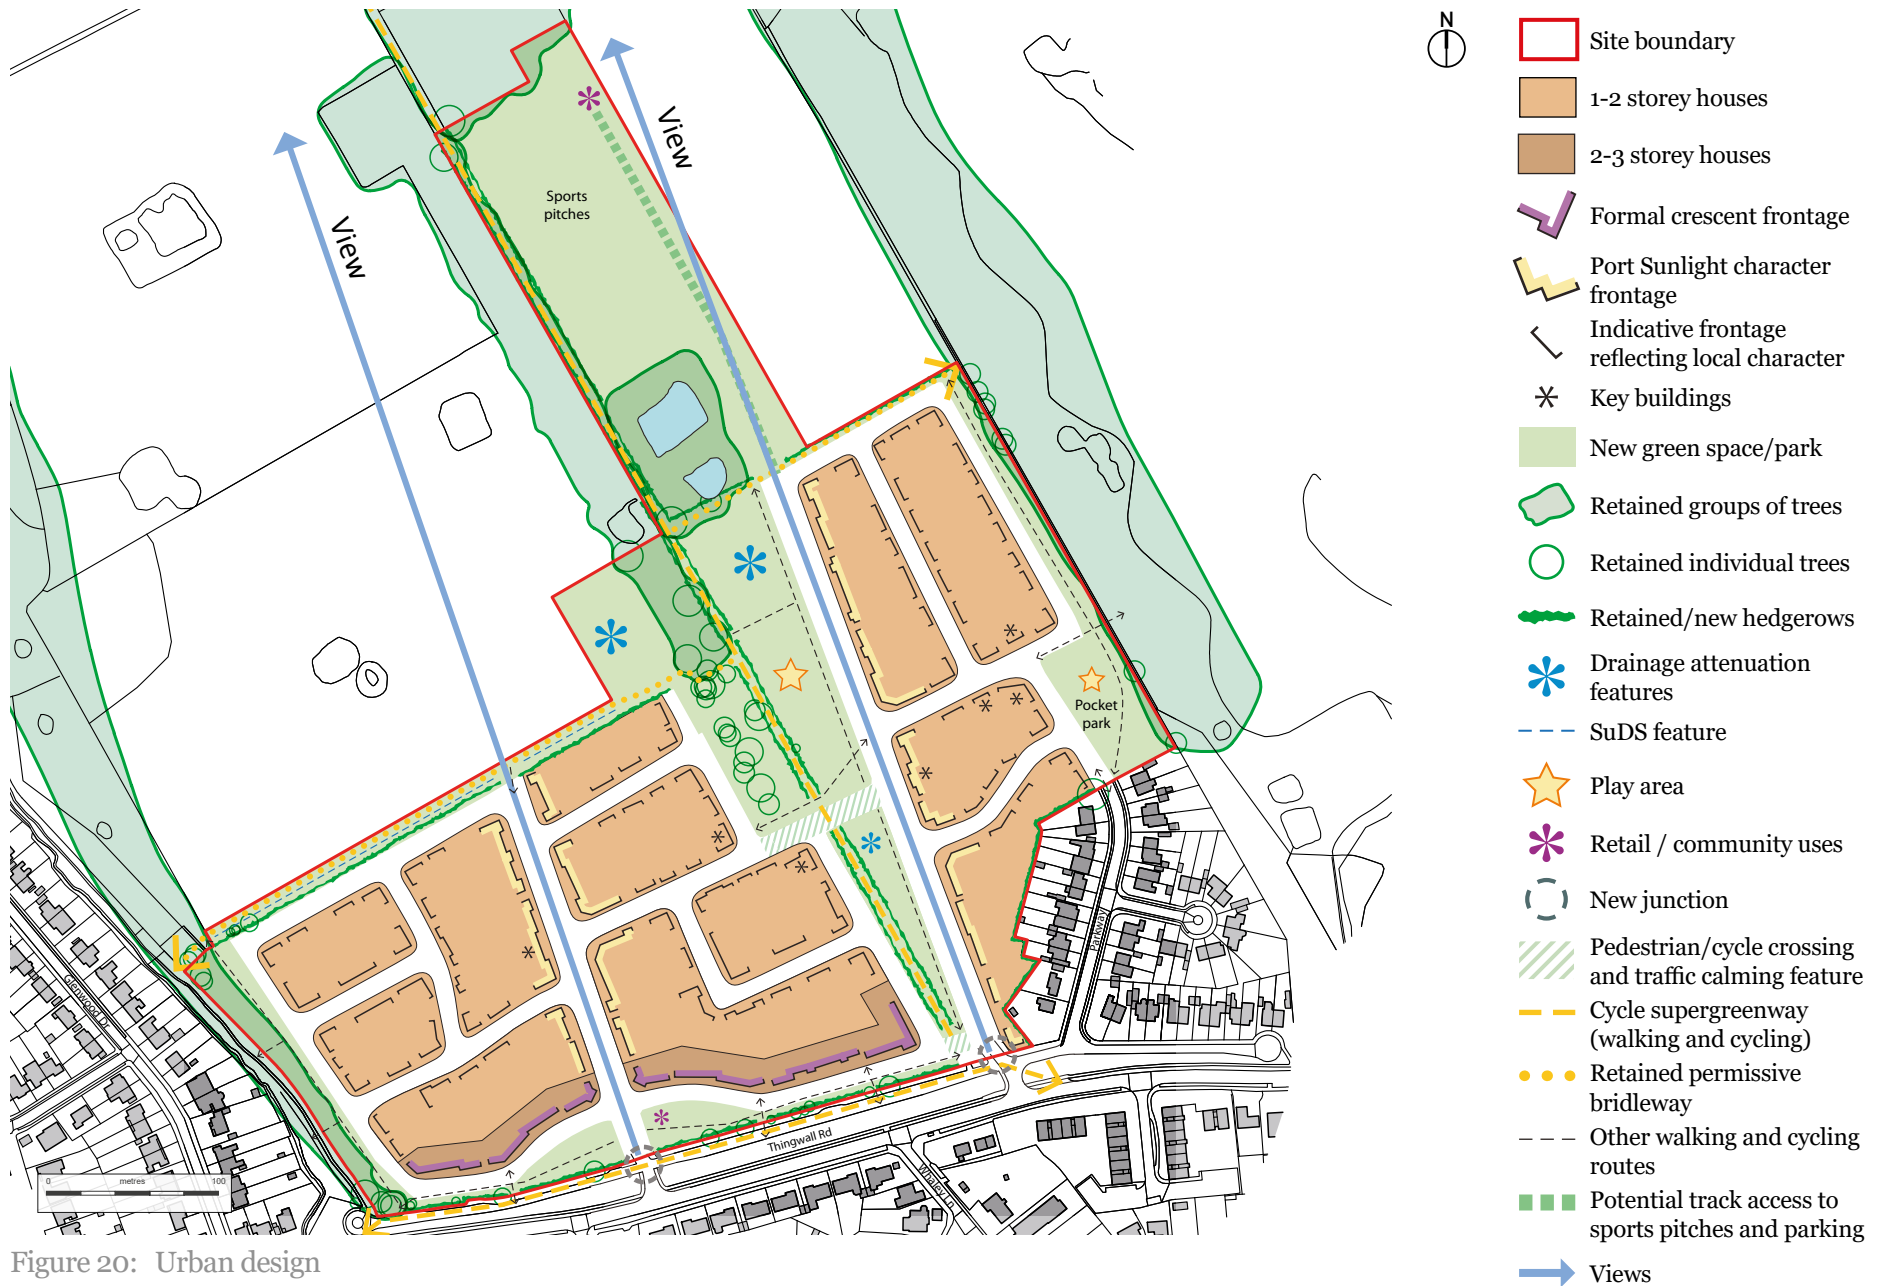 View
View
Sports
pitches
Pocket
park
Parkway
Glenwood Dr
Thingwall Rd
Whaley Ln
0 metres 100
N
Site boundary
1-2 storey houses
2-3 storey houses
Formal crescent frontage
Port Sunlight character
frontage
Indicative frontage
reflecting local character
Key buildings
New green space/park
Retained groups of trees
Retained individual trees
Retained/new hedgerows
Drainage attenuation
features
SuDS feature
Play area
Retail / community uses
New junction
Pedestrian/cycle crossing
and traffic calming feature
Cycle supergreenway
(walking and cycling)
Retained permissive
bridleway
Other walking and cycling
routes
Potential track access to
sports pitches and parking
Views
Figure 20: Urban design